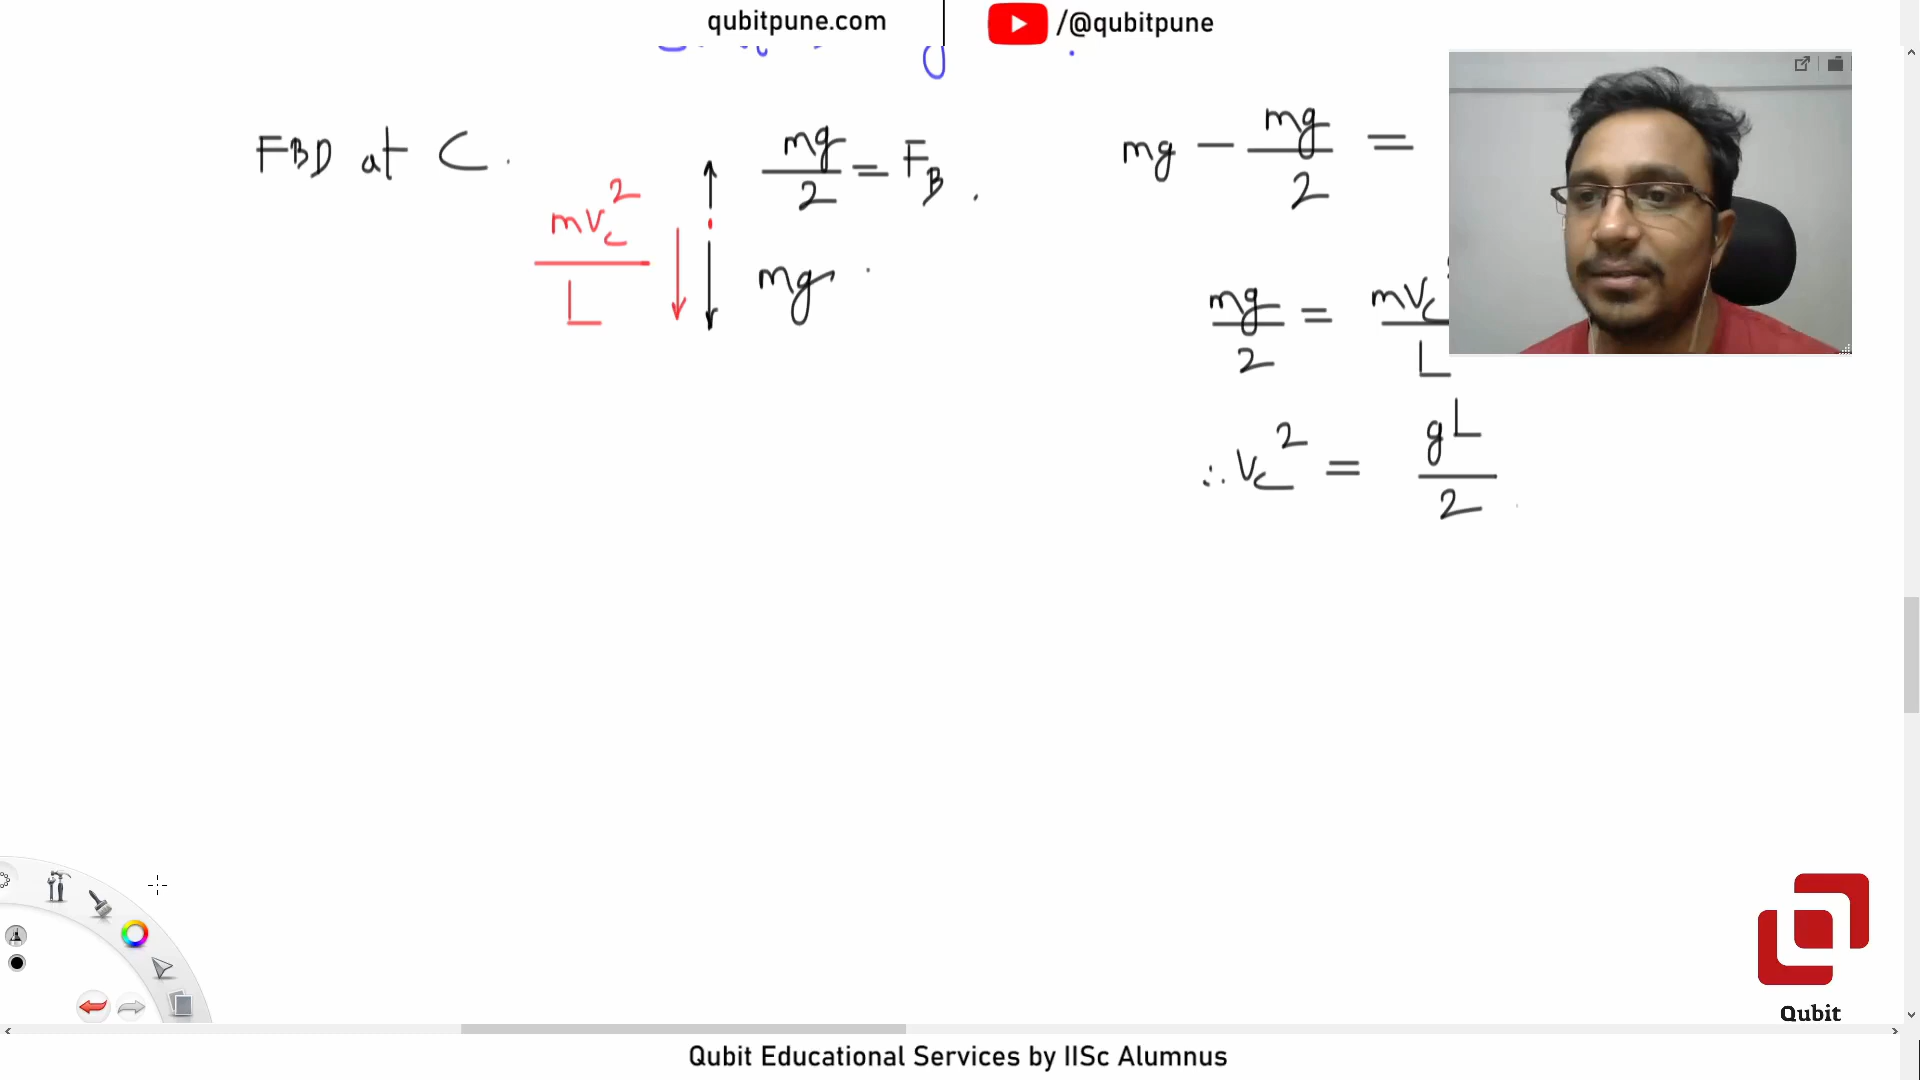 qubitpune.com | /@qubitpune
FBD at C.
mg/2 = F_B.
mv_c^2/L
mg
mg - mg/2 =
mg/2 = mv_c/L
∴ v_c^2 = gL/2
Qubit
Qubit Educational Services by IISc Alumnus